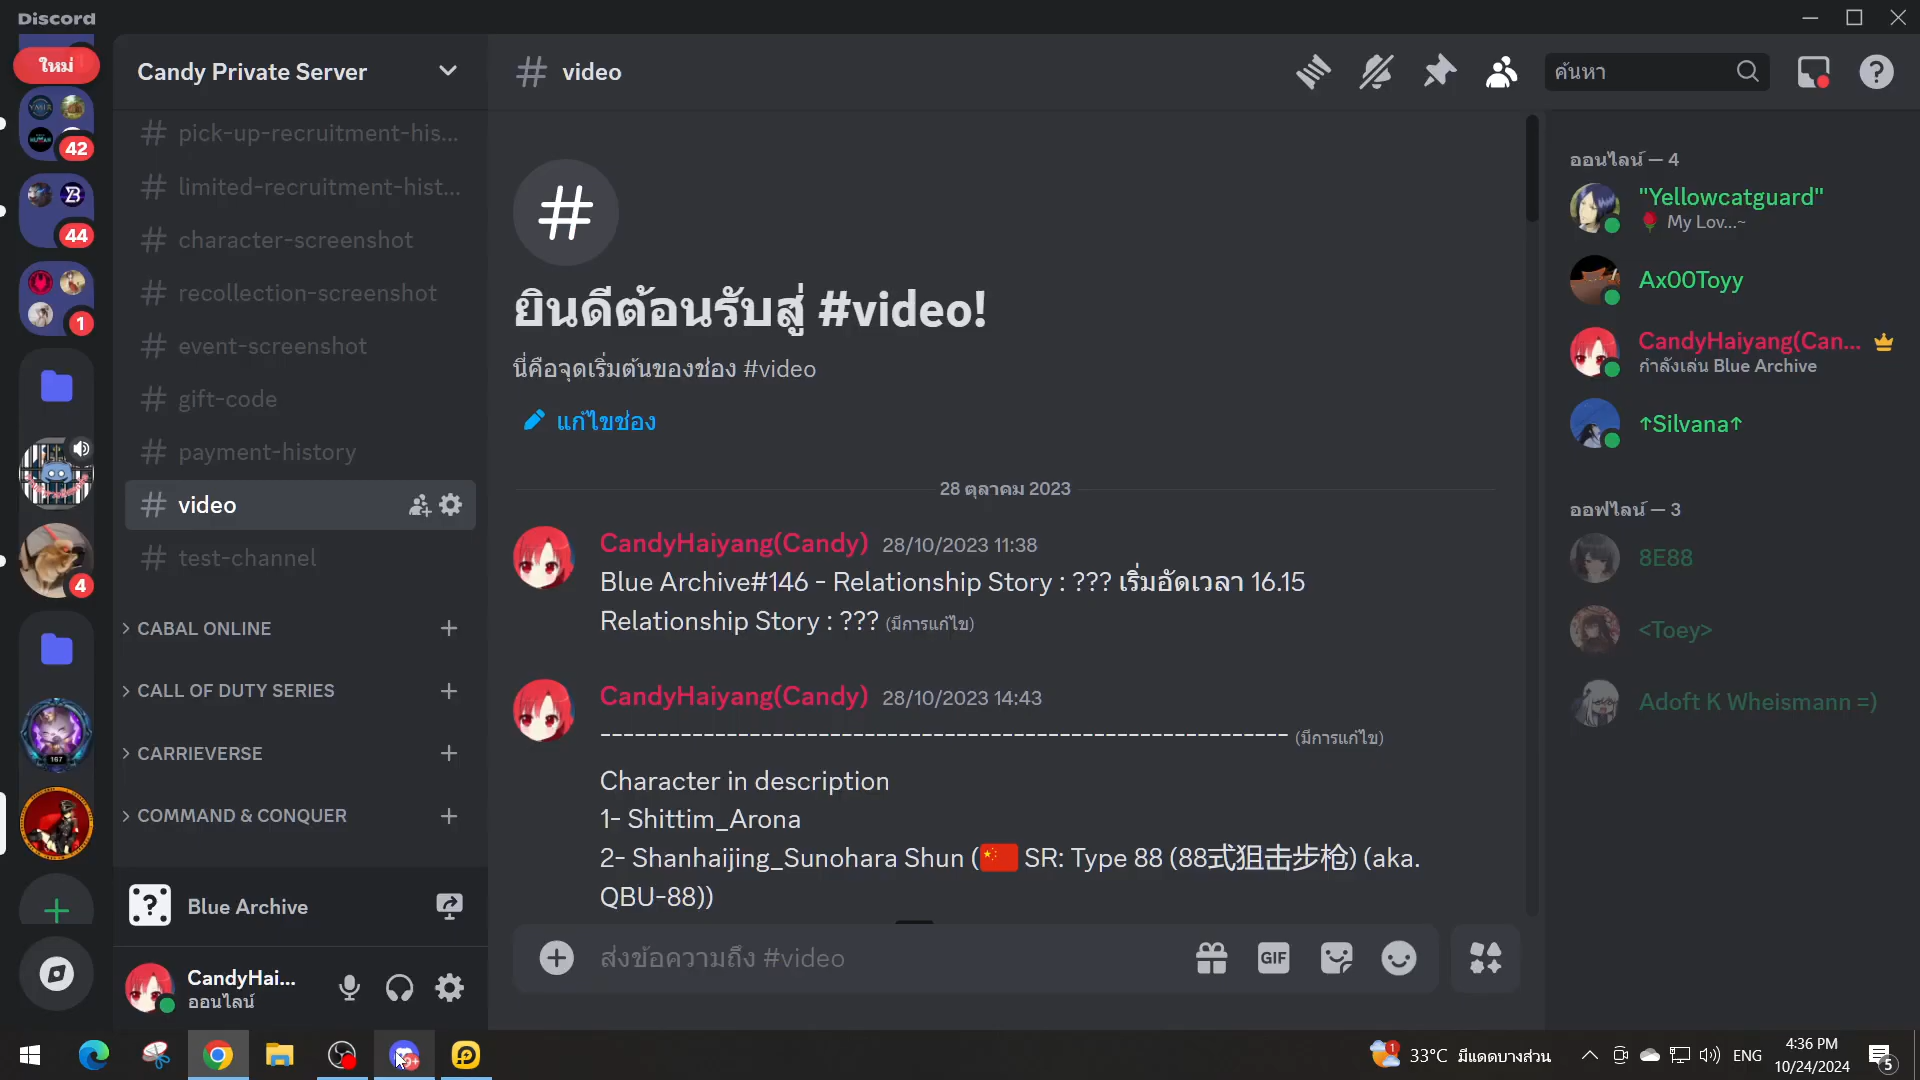 Discord
ใหม่
42
44
1
4
167
Candy Private Server
pick-up-recruitment-his...
limited-recruitment-hist...
character-screenshot
recollection-screenshot
event-screenshot
gift-code
payment-history
video
test-channel
CABAL ONLINE
CALL OF DUTY SERIES
CARRIEVERSE
COMMAND & CONQUER
Blue Archive
CandyHai...
ออนไลน์
video
ค้นหา
ยินดีต้อนรับสู่ #video!
นี่คือจุดเริ่มต้นของช่อง #video
แก้ไขช่อง
28 ตุลาคม 2023
CandyHaiyang(Candy) 28/10/2023 11:38
Blue Archive#146 - Relationship Story : ??? เริ่มอัดเวลา 16.15
Relationship Story : ??? (มีการแก้ไข)
CandyHaiyang(Candy) 28/10/2023 14:43
------------------------------------------------------------ (มีการแก้ไข)
Character in description
1- Shittim_Arona
2- Shanhaijing_Sunohara Shun (🇨🇳 SR: Type 88 (88式狙击步枪) (aka.
QBU-88))
ส่งข้อความถึง #video
GIF
ออนไลน์ — 4
"Yellowcatguard"
🌹 My Lov...~
Ax00Toyy
CandyHaiyang(Can...
กำลังเล่น Blue Archive
↑Silvana↑
ออฟไลน์ — 3
8E88
<Toey>
Adoft K Wheismann =)
1
33°C มีแดดบางส่วน
ENG
4:36 PM
10/24/2024
5